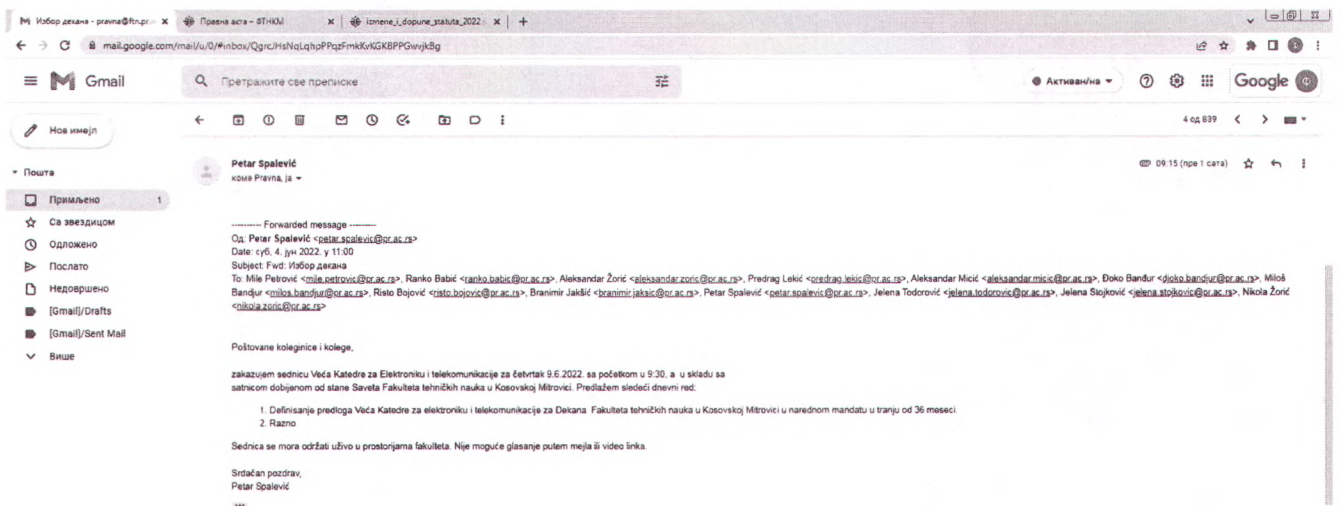 Избор декана - pravna@ftn.pr.
Правна акта – ФТНКМ
izmene_i_dopune_statuta_2022
mail.google.com/mail/u/0/#inbox/QgrcJHsNqLqhpPPqzFmkKvKGKBPPGwvjkBg
Gmail
Претражите све преписке
Активан/на
Google
Нов имејл
4 од 839
Пошта
Примљено 1
Са звездицом
Одложено
Послато
Недовршено
[Gmail]/Drafts
[Gmail]/Sent Mail
Више
Petar Spalević
коме Pravna, ја
09:15 (пре 1 сата)
---------- Forwarded message ---------
Од: Petar Spalević <petar.spalevic@pr.ac.rs>
Date: суб, 4. јун 2022. у 11:00
Subject: Fwd: Избор декана
To: Mile Petrović <mile.petrovic@pr.ac.rs>, Ranko Babić <ranko.babic@pr.ac.rs>, Aleksandar Žorić <aleksandar.zoric@pr.ac.rs>, Predrag Lekić <predrag.lekic@pr.ac.rs>, Aleksandar Micić <aleksandar.micic@pr.ac.rs>, Đoko Banđur <djoko.bandjur@pr.ac.rs>, Miloš
Bandjur <milos.bandjur@pr.ac.rs>, Risto Bojović <risto.bojovic@pr.ac.rs>, Branimir Jakšić <branimir.jaksic@pr.ac.rs>, Petar Spalević <petar.spalevic@pr.ac.rs>, Jelena Todorović <jelena.todorovic@pr.ac.rs>, Jelena Stojković <jelena.stojkovic@pr.ac.rs>, Nikola Žorić
<nikola.zoric@pr.ac.rs>
Poštovane koleginice i kolege,
zakazujem sednicu Veća Katedre za Elektroniku i telekomunikacije za četvrtak 9.6.2022. sa početkom u 9:30, a u skladu sa
satnicom dobijenom od stane Saveta Fakulteta tehničkih nauka u Kosovskoj Mitrovici. Predlažem sledeći dnevni red:
1. Definisanje predloga Veća Katedre za elektroniku i telekomunikacije za Dekana Fakulteta tehničkih nauka u Kosovskoj Mitrovici u narednom mandatu u tranju od 36 meseci.
2. Razno
Sednica se mora održati uživo u prostorijama fakulteta. Nije moguće glasanje putem mejla ili video linka.
Srdačan pozdrav,
Petar Spalević